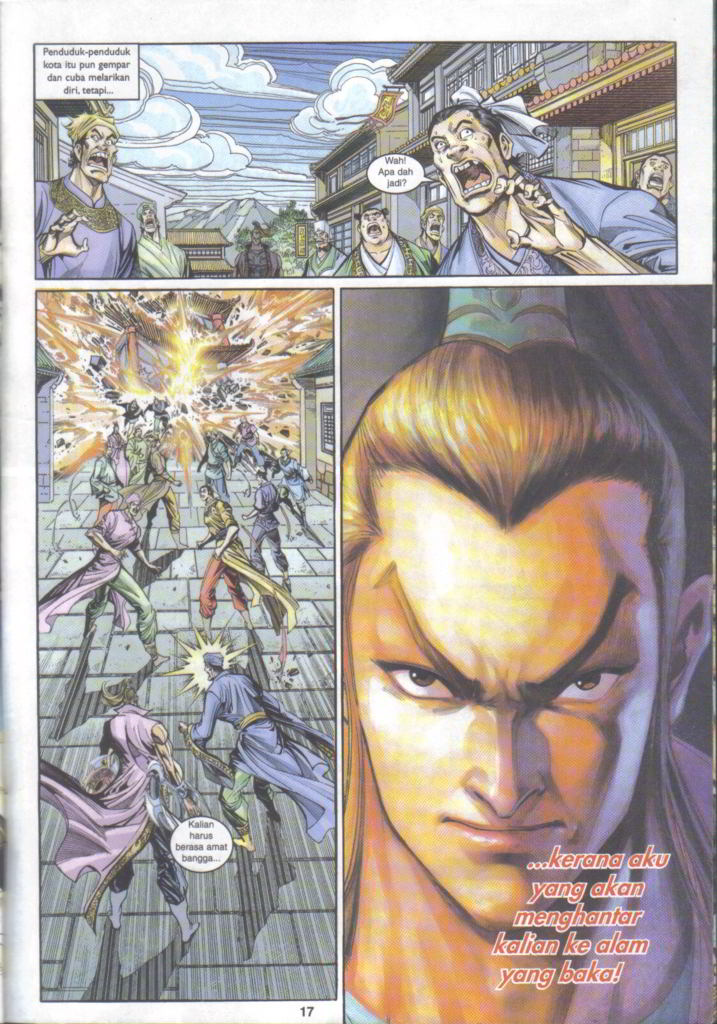 Penduduk-penduduk
kota itu pun gempar
dan cuba melarikan
diri, tetapi...
Wah!
Apa dah
jadi?
Kalian
harus
berasa amat
bangga...
...kerana aku
yang akan
menghantar
kalian ke alam
yang baka!
17